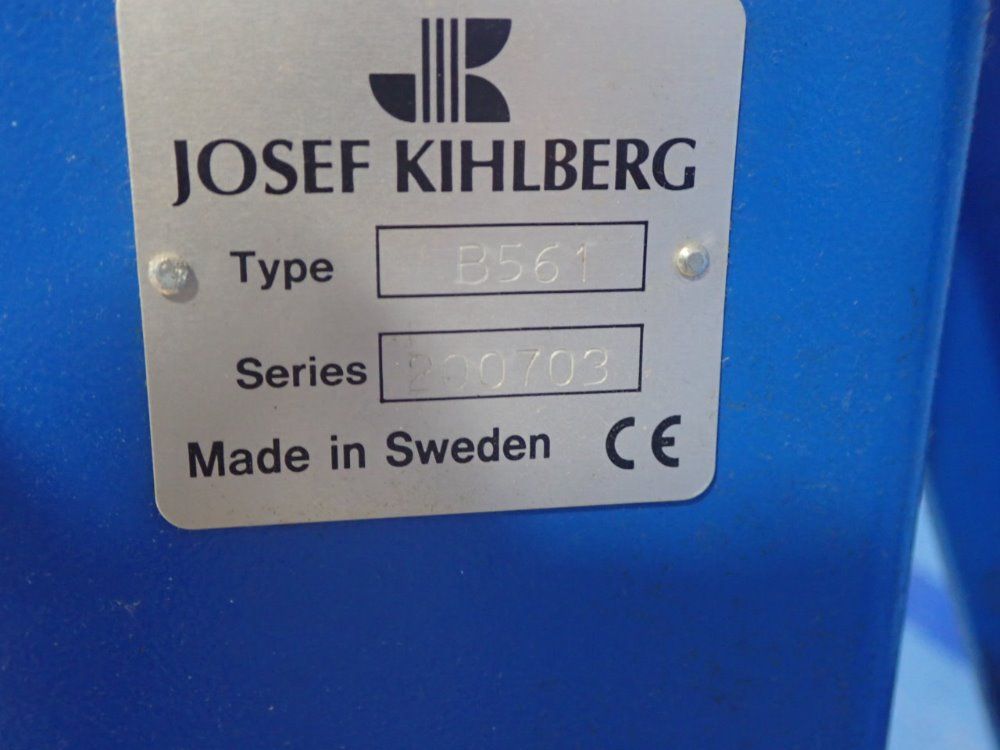 JOSEF KIHLBERG
Type B561
Series 200703
Made in Sweden CE